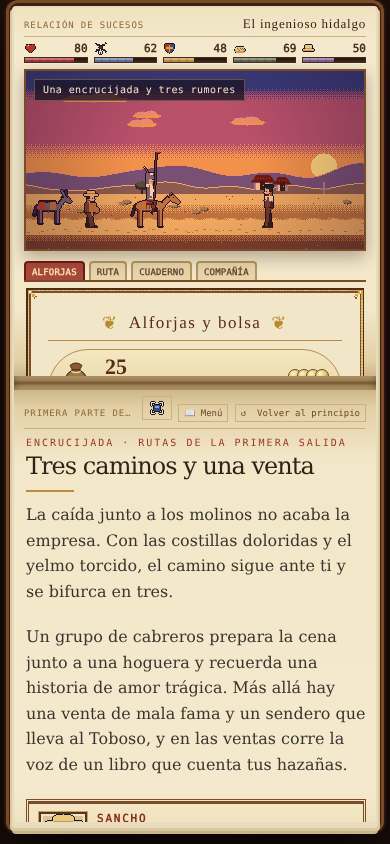 RELACIÓN DE SUCESOS
El ingenioso hidalgo
80
62
48
69
50
Una encrucijada y tres rumores
ALFORJAS
RUTA
CUADERNO
COMPAÑÍA
Alforjas y bolsa
25
PRIMERA PARTE DE…
Menú
Volver al principio
ENCRUCIJADA · RUTAS DE LA PRIMERA SALIDA
Tres caminos y una venta
La caída junto a los molinos no acaba la
empresa. Con las costillas doloridas y el
yelmo torcido, el camino sigue ante ti y
se bifurca en tres.
Un grupo de cabreros prepara la cena
junto a una hoguera y recuerda una
historia de amor trágica. Más allá hay
una venta de mala fama y un sendero que
lleva al Toboso, y en las ventas corre la
voz de un libro que cuenta tus hazañas.
SANCHO